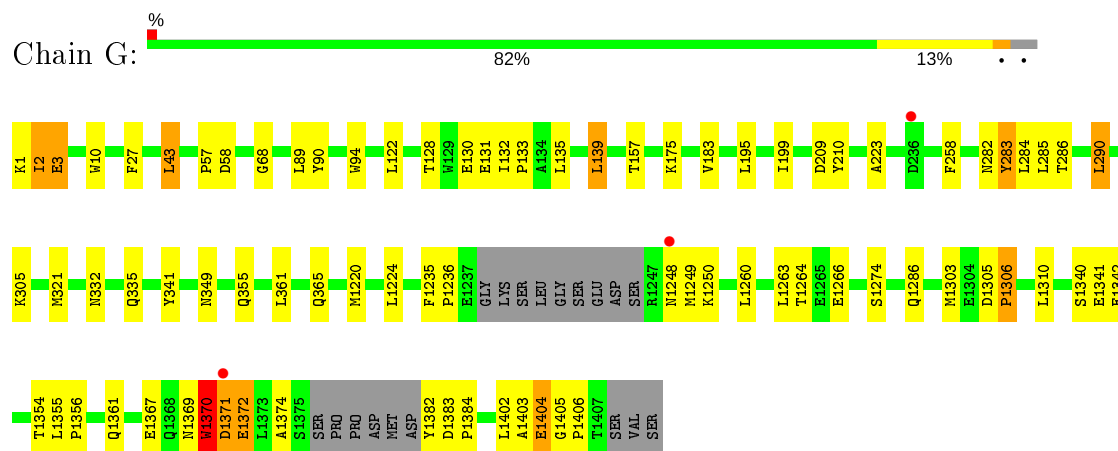 %
Chain G:
82% 13% • •
K1 I2 E3 W10 F27 L43 P57 D58 G68 L89 Y90 W94 L122 T128 W129 E130 E131 I132 P133 A134 L135 L139 T157 K175 V183 L195 I199 D209 Y210 A223 D236 F258 N282 Y283 L284 L285 T286 L290
K305 M321 N332 Q335 Y341 N349 Q355 L361 Q365 M1220 L1224 F1235 P1236 E1237 GLY LYS SER LEU GLY SER GLU ASP SER R1247 N1248 M1249 K1250 L1260 L1263 T1264 E1265 E1266 S1274 Q1286 M1303 E1304 D1305 P1306 L1310 S1340 E1341
T1354 L1355 P1356 Q1361 E1367 Q1368 N1369 W1370 D1371 E1372 L1373 A1374 S1375 SER PRO PRO ASP MET ASP Y1382 D1383 P1384 L1402 A1403 E1404 G1405 P1406 T1407 SER VAL SER